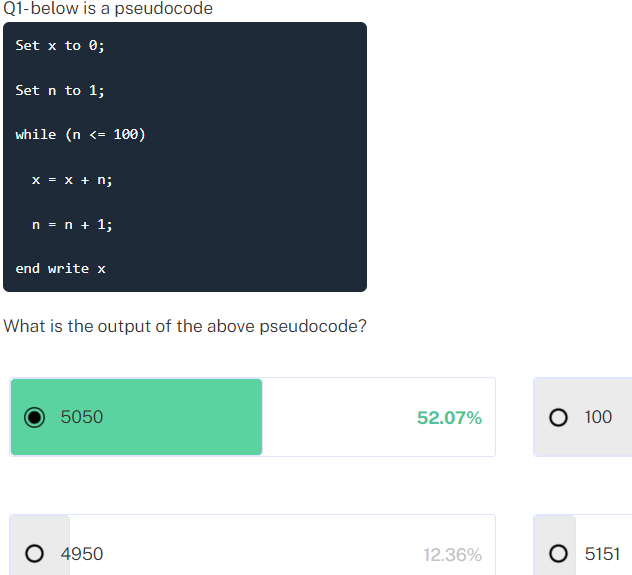 Q1-below is a pseudocode
Set x to 0;
Set n to 1;
while (n <= 100)
x = x + n;
n = n + 1;
end write x
What is the output of the above pseudocode?
5050 52.07%
100
4950 12.36%
5151